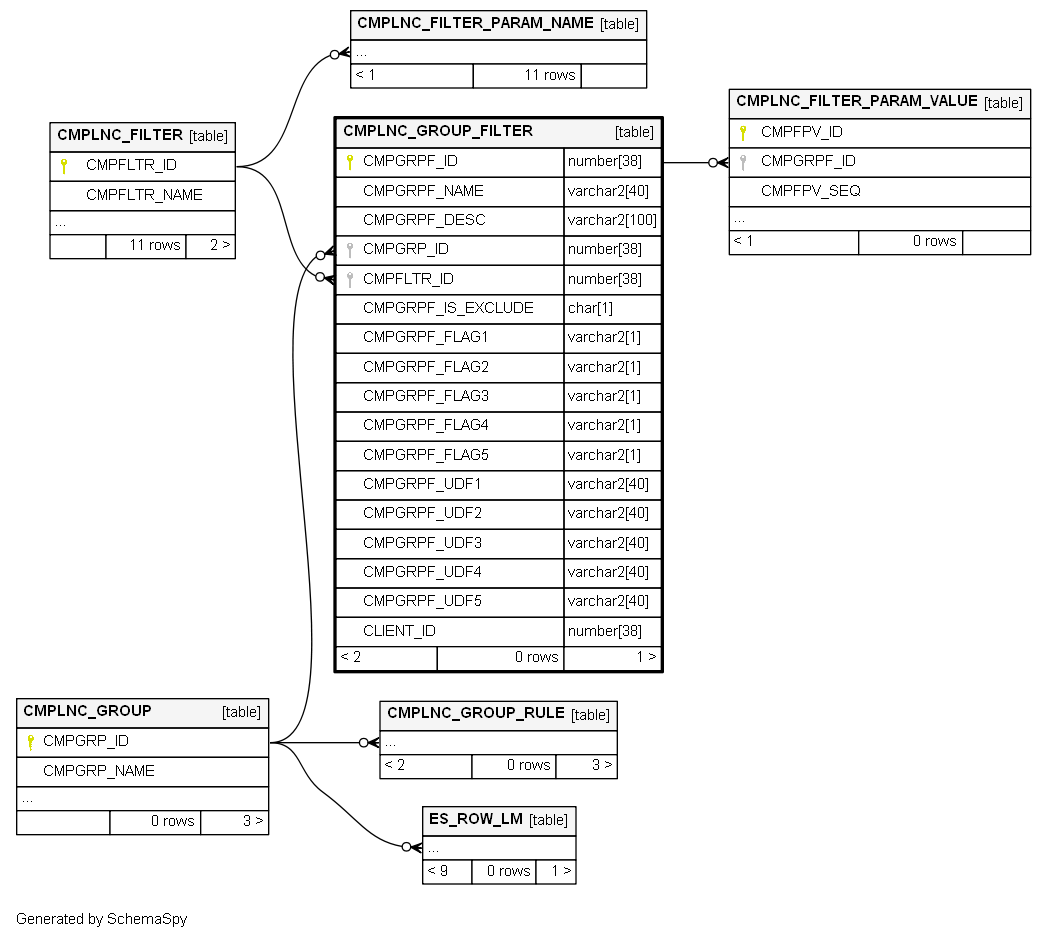 CMPLNC_FILTER_PARAM_NAME [table]
...
< 1 11 rows
CMPLNC_FILTER_PARAM_VALUE [table]
CMPFPV_ID
CMPGRPF_ID
CMPFPV_SEQ
...
< 1 0 rows
CMPLNC_FILTER [table]
CMPFLTR_ID
CMPFLTR_NAME
...
11 rows 2 >
CMPLNC_GROUP_FILTER [table]
CMPGRPF_ID number[38]
CMPGRPF_NAME varchar2[40]
CMPGRPF_DESC varchar2[100]
CMPGRP_ID number[38]
CMPFLTR_ID number[38]
CMPGRPF_IS_EXCLUDE char[1]
CMPGRPF_FLAG1 varchar2[1]
CMPGRPF_FLAG2 varchar2[1]
CMPGRPF_FLAG3 varchar2[1]
CMPGRPF_FLAG4 varchar2[1]
CMPGRPF_FLAG5 varchar2[1]
CMPGRPF_UDF1 varchar2[40]
CMPGRPF_UDF2 varchar2[40]
CMPGRPF_UDF3 varchar2[40]
CMPGRPF_UDF4 varchar2[40]
CMPGRPF_UDF5 varchar2[40]
CLIENT_ID number[38]
< 2 0 rows 1 >
CMPLNC_GROUP [table]
CMPGRP_ID
CMPGRP_NAME
...
0 rows 3 >
CMPLNC_GROUP_RULE [table]
...
< 2 0 rows 3 >
ES_ROW_LM [table]
...
< 9 0 rows 1 >
Generated by SchemaSpy